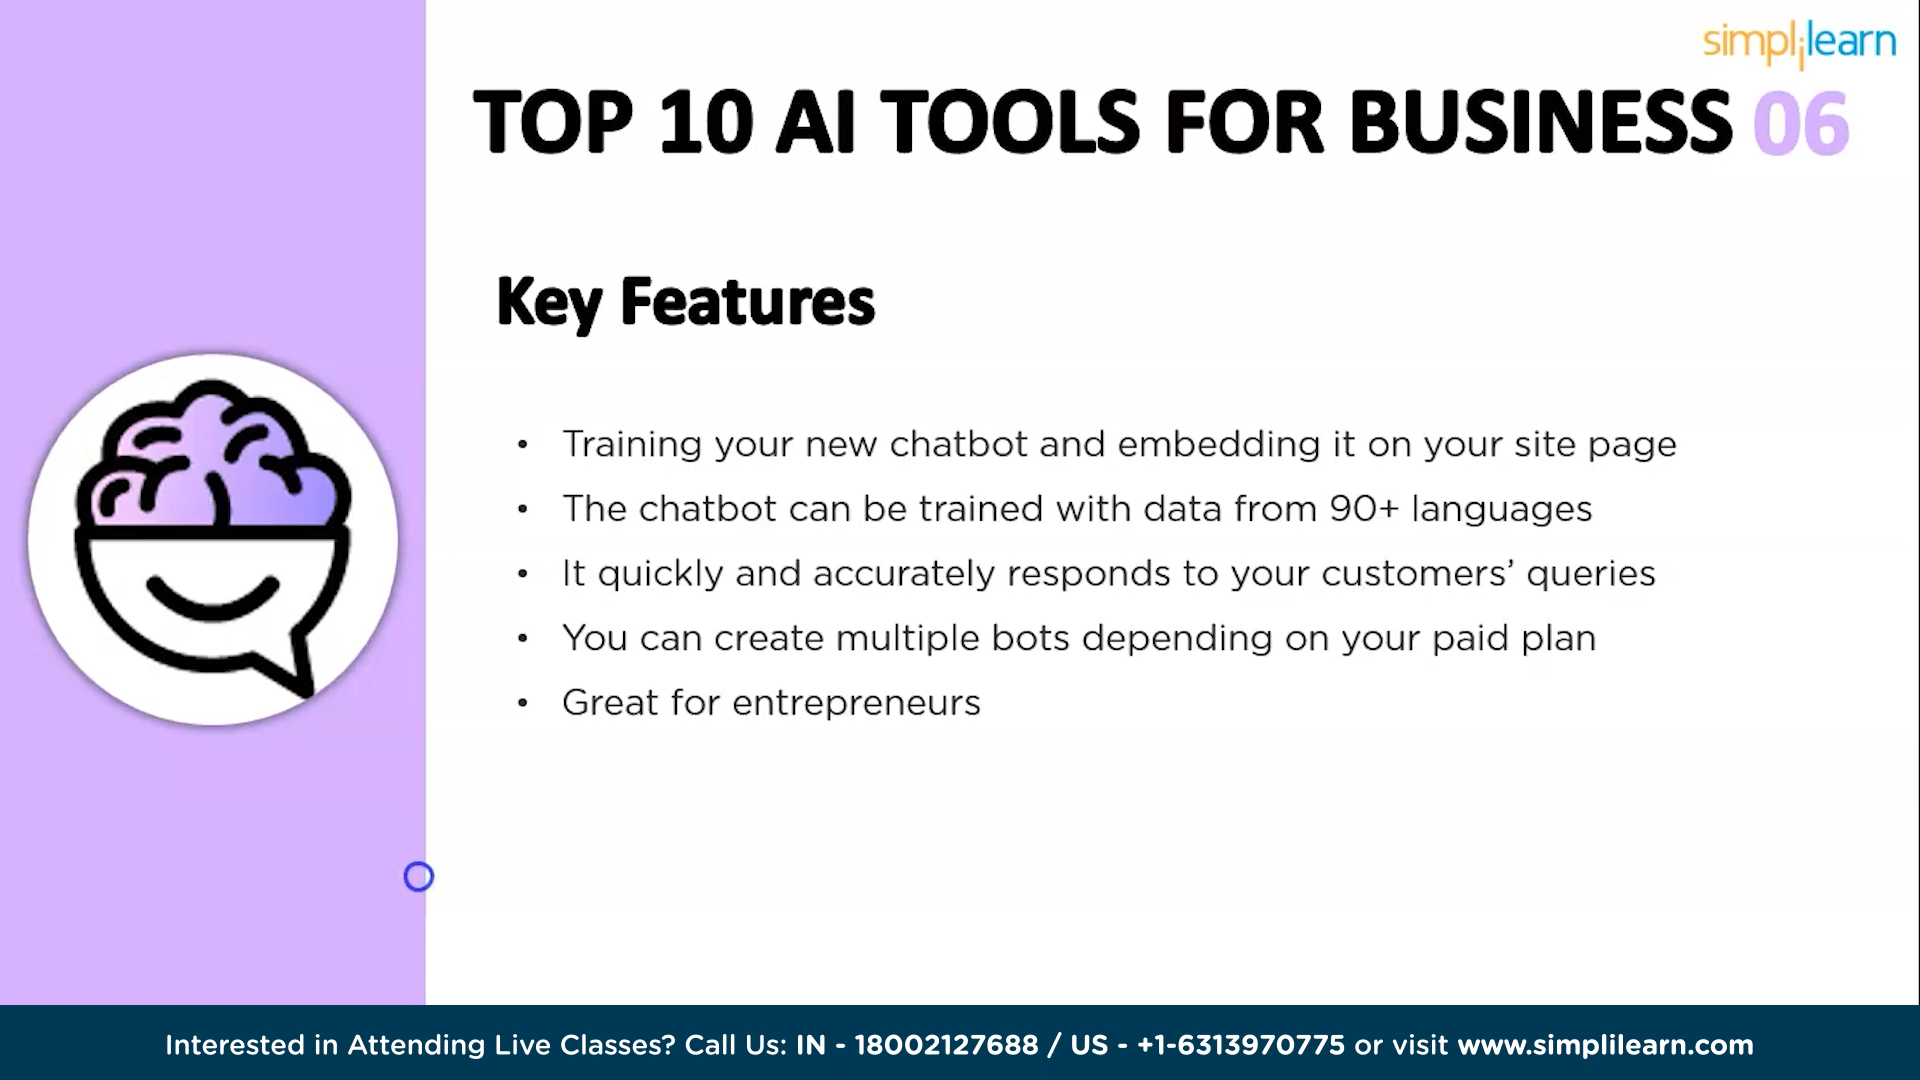 simplilearn
TOP 10 AI TOOLS FOR BUSINESS 06
Key Features
• Training your new chatbot and embedding it on your site page
• The chatbot can be trained with data from 90+ languages
• It quickly and accurately responds to your customers’ queries
• You can create multiple bots depending on your paid plan
• Great for entrepreneurs
Interested in Attending Live Classes? Call Us: IN - 18002127688 / US - +1-6313970775 or visit www.simplilearn.com